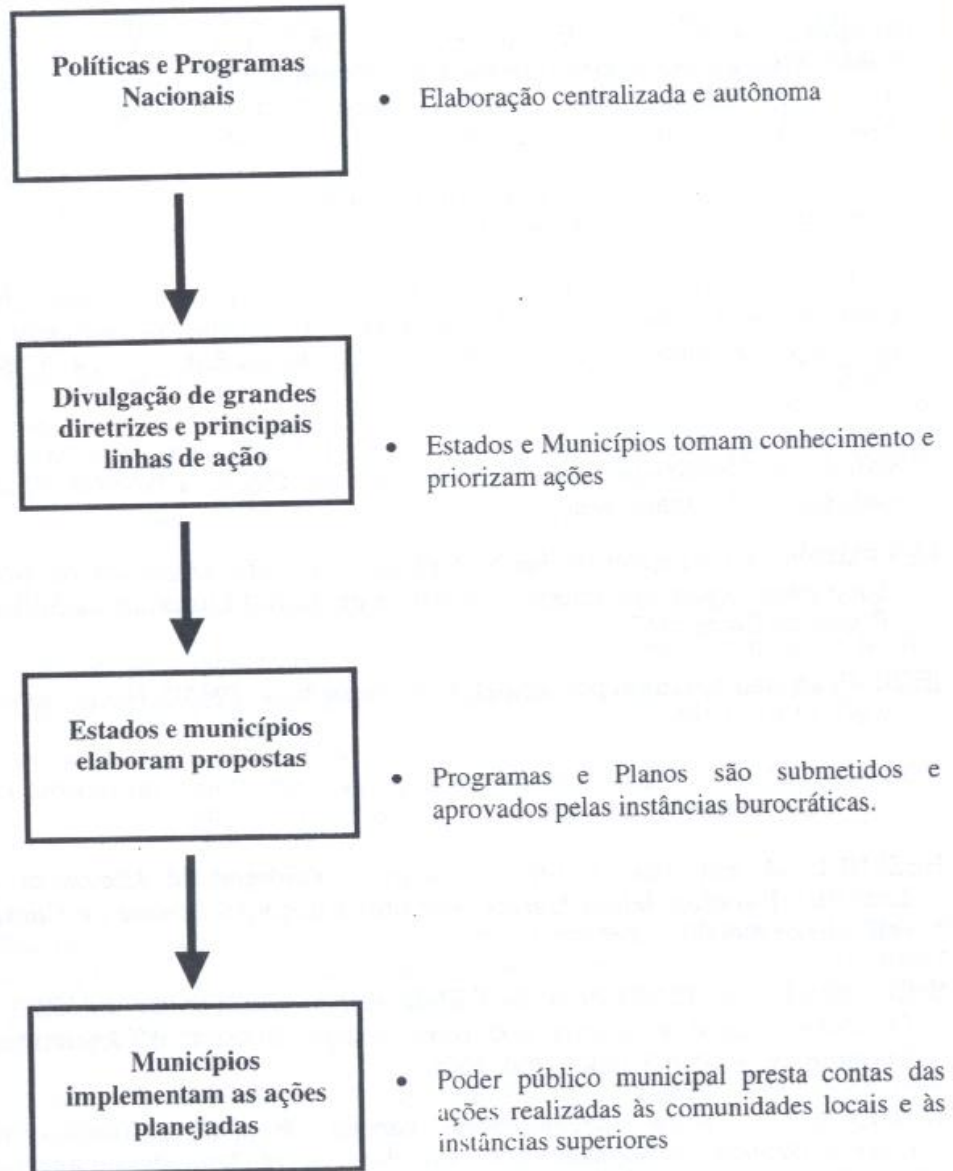 Políticas e Programas
Nacionais
• Elaboração centralizada e autônoma
Divulgação de grandes
diretrizes e principais
linhas de ação
• Estados e Municípios tomam conhecimento e
priorizam ações
Estados e municípios
elaboram propostas
• Programas e Planos são submetidos e
aprovados pelas instâncias burocráticas.
Municípios
implementam as ações
planejadas
• Poder público municipal presta contas das
ações realizadas às comunidades locais e às
instâncias superiores